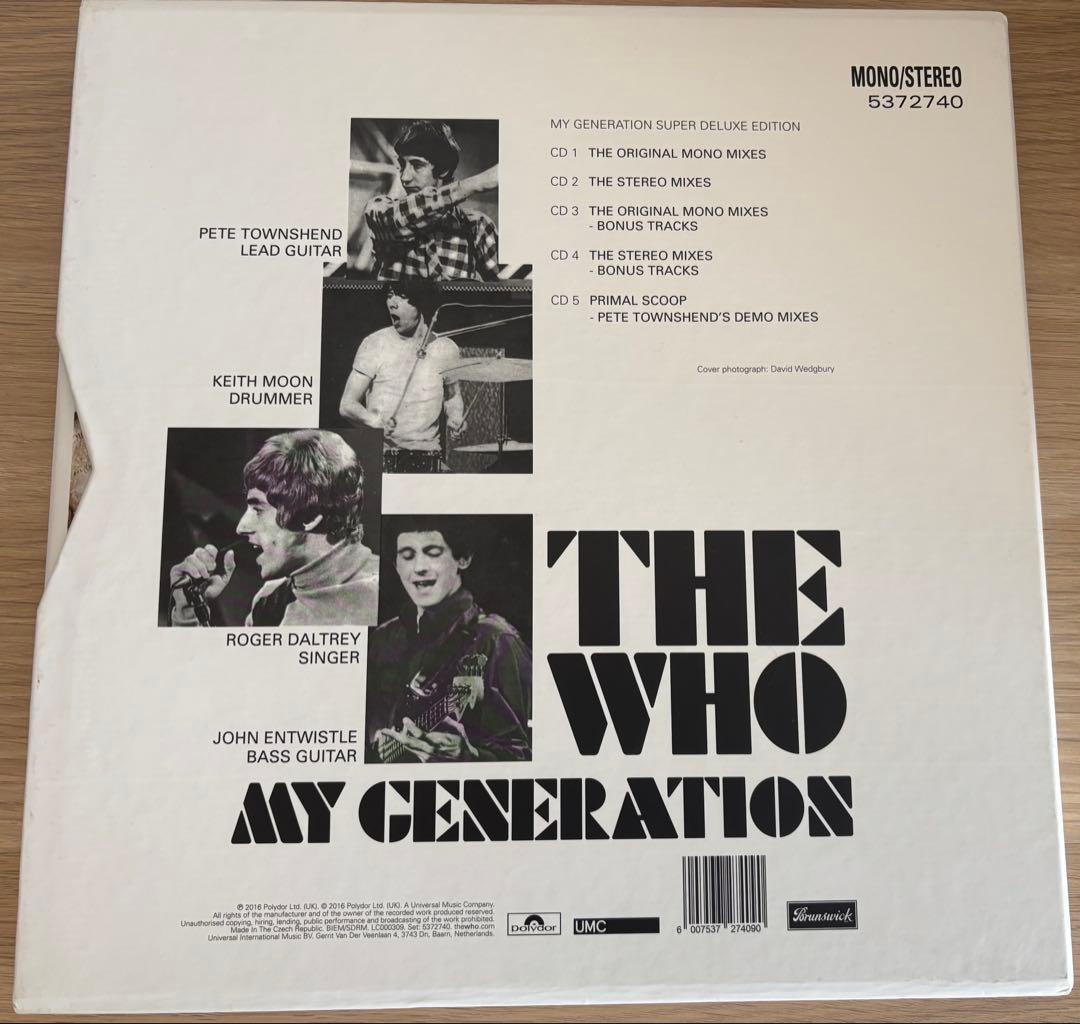 MONO/STEREO
5372740
MY GENERATION SUPER DELUXE EDITION
CD 1 THE ORIGINAL MONO MIXES
CD 2 THE STEREO MIXES
CD 3 THE ORIGINAL MONO MIXES
- BONUS TRACKS
CD 4 THE STEREO MIXES
- BONUS TRACKS
CD 5 PRIMAL SCOOP
- PETE TOWNSHEND'S DEMO MIXES
Cover photograph: David Wedgbury
PETE TOWNSHEND
LEAD GUITAR
KEITH MOON
DRUMMER
ROGER DALTREY
SINGER
JOHN ENTWISTLE
BASS GUITAR
THE
WHO
MY GENERATION
℗ 2016 Polydor Ltd. (UK). © 2016 Polydor Ltd. (UK). A Universal Music Company.
All rights of the manufacturer and of the owner of the recorded work produced reserved.
Unauthorised copying, hiring, lending, public performance and broadcasting of the work prohibited.
Made In The Czech Republic. BIEM/SDRM. LC000309. Set: 5372740. thewho.com
Universal International Music BV. Gerrit Van Der Veenlaan 4, 3743 Dn, Baarn, Netherlands.
polydor
UMC
6 007537 274090
Brunswick